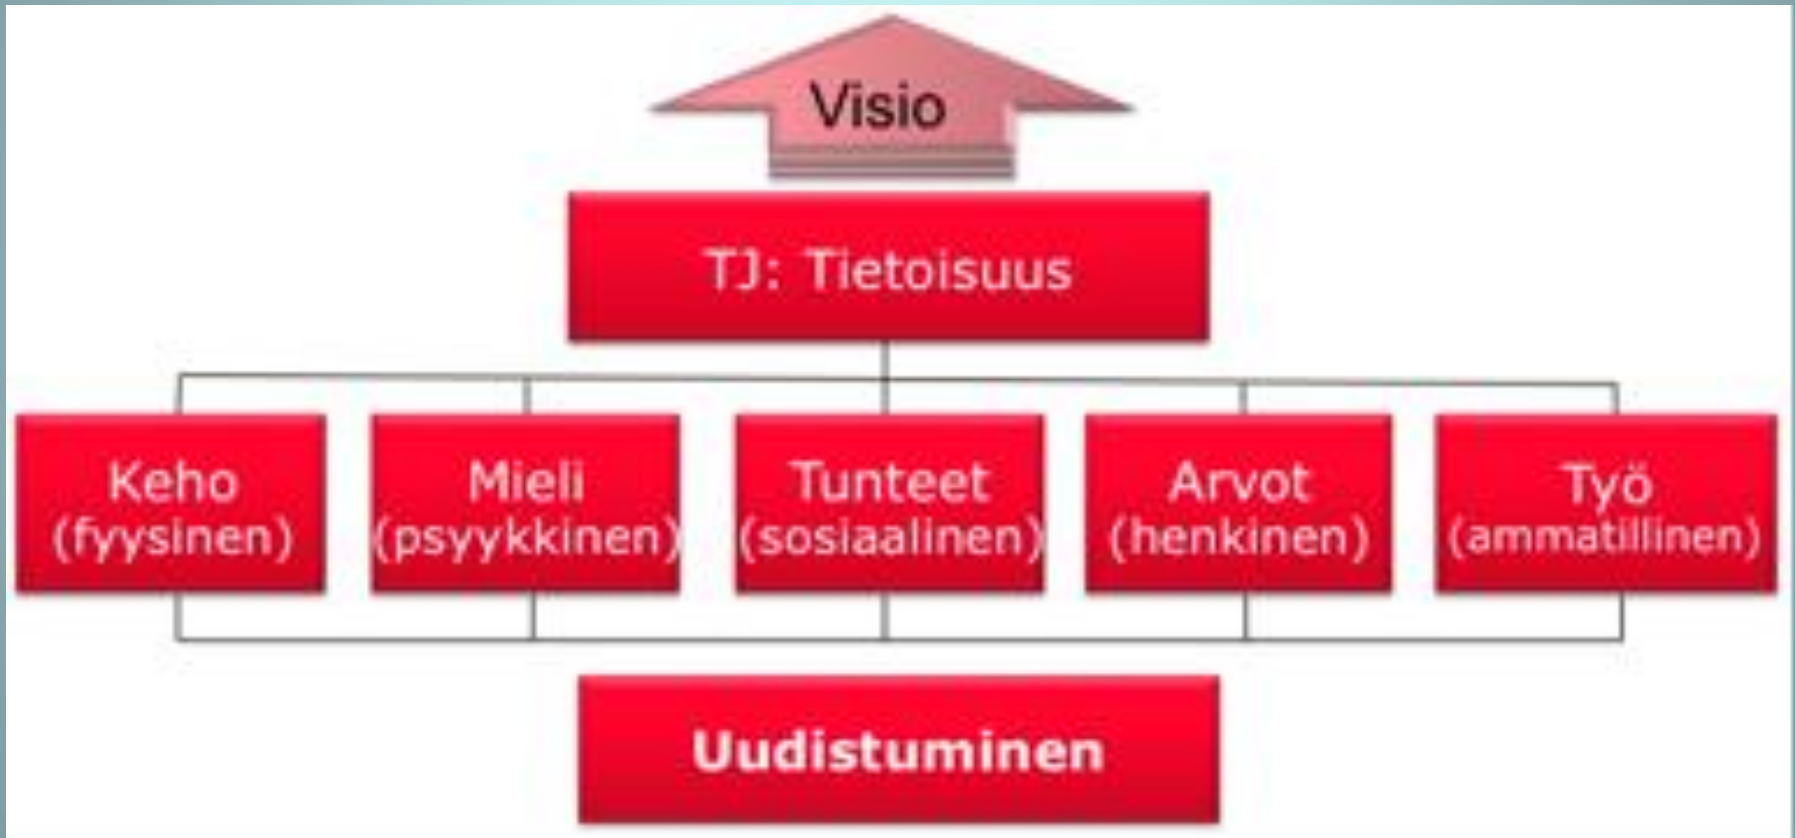 Visio
TJ: Tietoisuus
Keho
(fyysinen)
Mieli
(psyykkinen)
Tunteet
(sosiaalinen)
Arvot
(henkinen)
Työ
(ammatillinen)
Uudistuminen